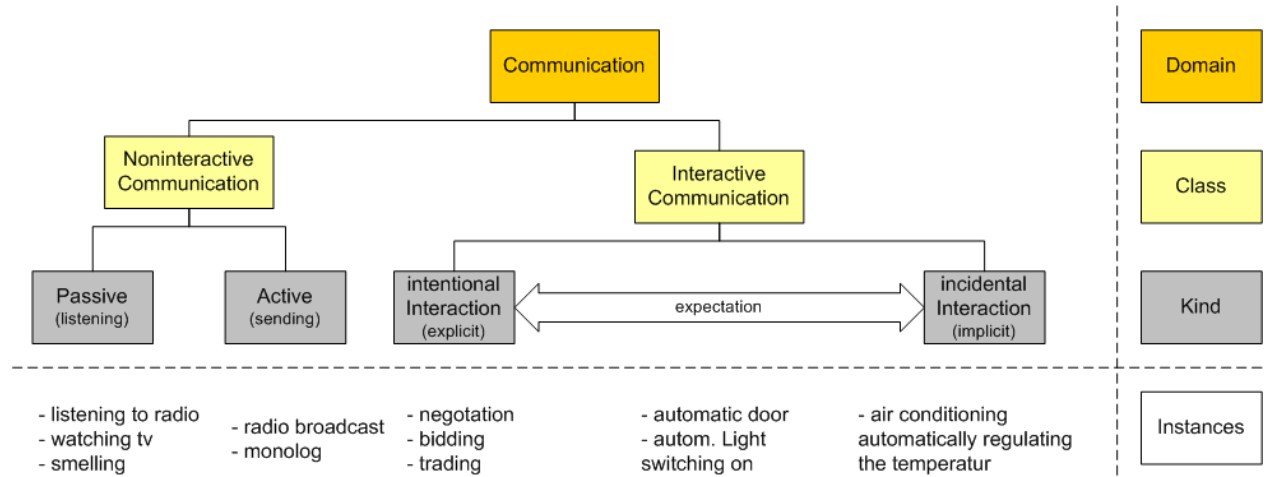 Communication
Domain
Noninteractive
Communication
Interactive
Communication
Class
Passive
(listening)
Active
(sending)
intentional
Interaction
(explicit)
expectation
incidental
Interaction
(implicit)
Kind
- listening to radio
- watching tv
- smelling
- radio broadcast
- monolog
- negotation
- bidding
- trading
- automatic door
- autom. Light
switching on
- air conditioning
automatically regulating
the temperatur
Instances